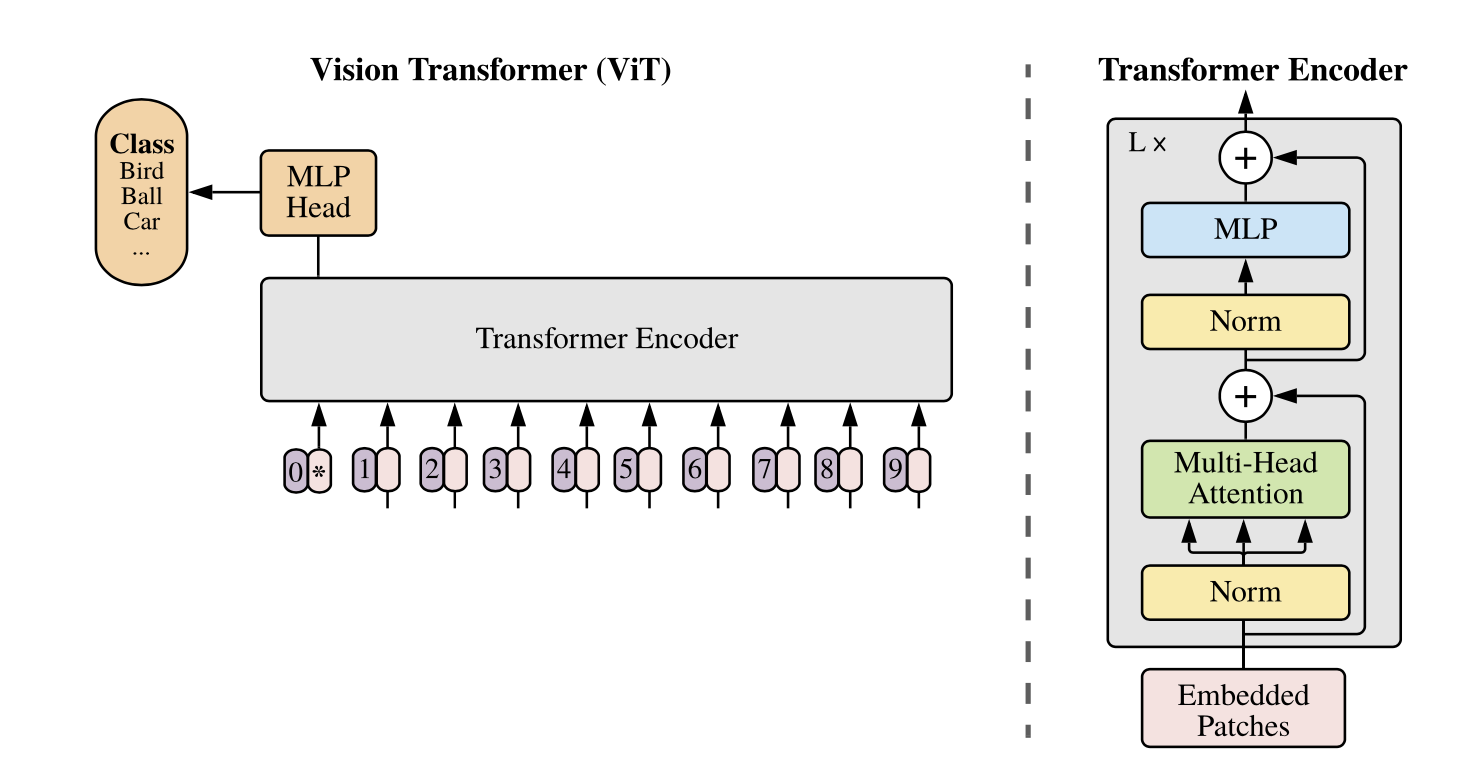 Vision Transformer (ViT)
Class
Bird
Ball
Car
...
MLP
Head
Transformer Encoder
0 * 1 2 3 4 5 6 7 8 9
Transformer Encoder
L ×
+
MLP
Norm
+
Multi-Head
Attention
Norm
Embedded
Patches